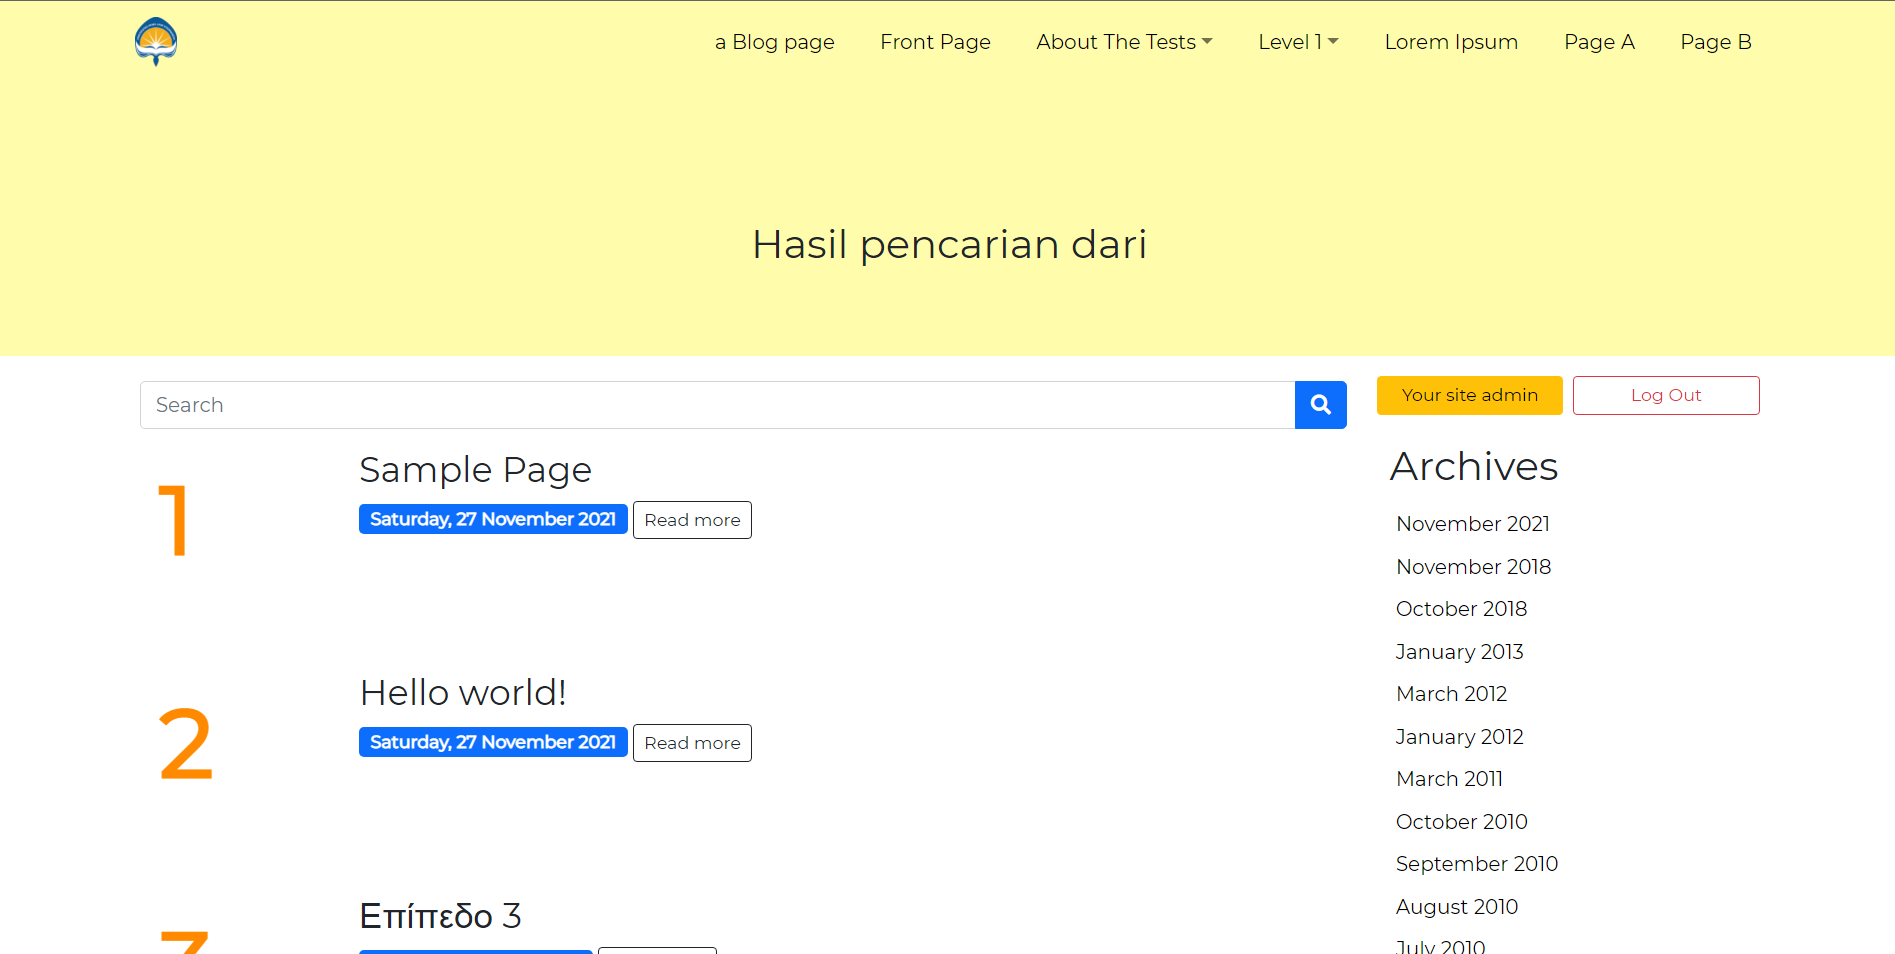 a Blog page Front Page About The Tests Level 1 Lorem Ipsum Page A Page B
Hasil pencarian dari
Search
Your site admin Log Out
1
Sample Page
Saturday, 27 November 2021 Read more
2
Hello world!
Saturday, 27 November 2021 Read more
3
Επίπεδο 3
Archives
November 2021
November 2018
October 2018
January 2013
March 2012
January 2012
March 2011
October 2010
September 2010
August 2010
July 2010